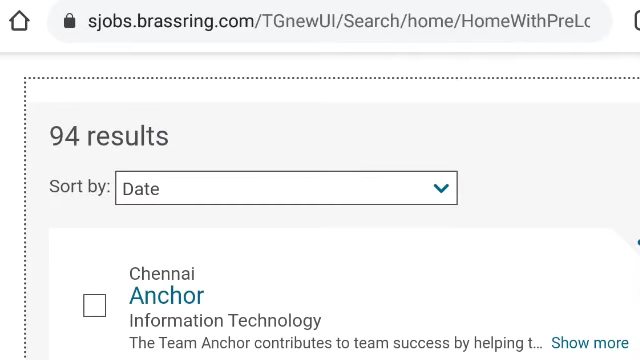 sjobs.brassring.com/TGnewUI/Search/home/HomeWithPreLo
94 results
Sort by: Date
Chennai
Anchor
Information Technology
The Team Anchor contributes to team success by helping t... Show more